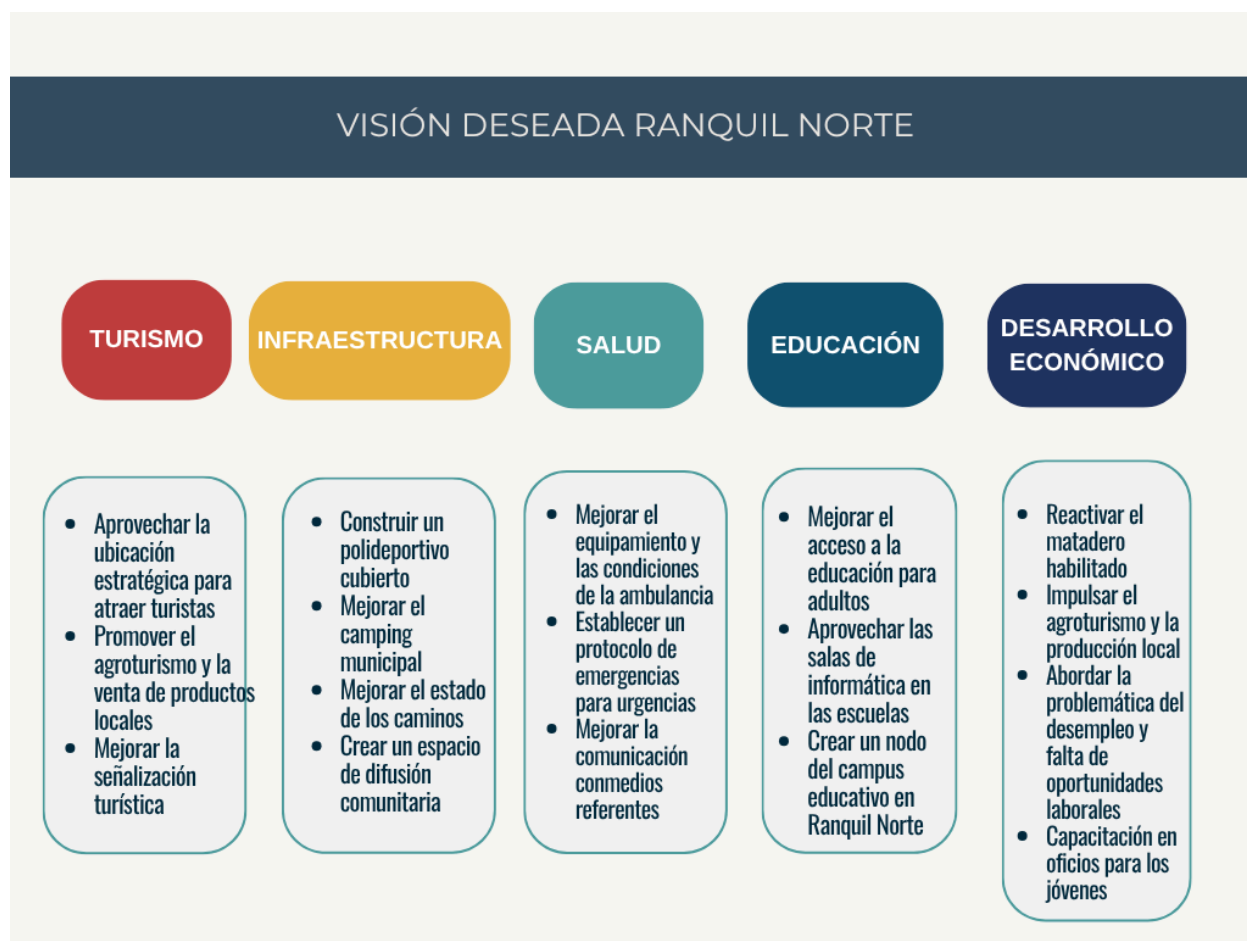 VISIÓN DESEADA RANQUIL NORTE
TURISMO
INFRAESTRUCTURA
SALUD
EDUCACIÓN
DESARROLLO
ECONÓMICO
• Aprovechar la
ubicación
estratégica para
atraer turistas
• Promover el
agroturismo y la
venta de productos
locales
• Mejorar la
señalización
turística
• Construir un
polideportivo
cubierto
• Mejorar el
camping
municipal
• Mejorar el estado
de los caminos
• Crear un espacio
de difusión
comunitaria
• Mejorar el
equipamiento y
las condiciones
de la ambulancia
• Establecer un
protocolo de
emergencias
para urgencias
• Mejorar la
comunicación
conmedios
referentes
• Mejorar el
acceso a la
educación para
adultos
• Aprovechar las
salas de
informática en
las escuelas
• Crear un nodo
del campus
educativo en
Ranquil Norte
• Reactivar el
matadero
habilitado
• Impulsar el
agroturismo y la
producción local
• Abordar la
problemática del
desempleo y
falta de
oportunidades
laborales
• Capacitación en
oficios para los
jóvenes